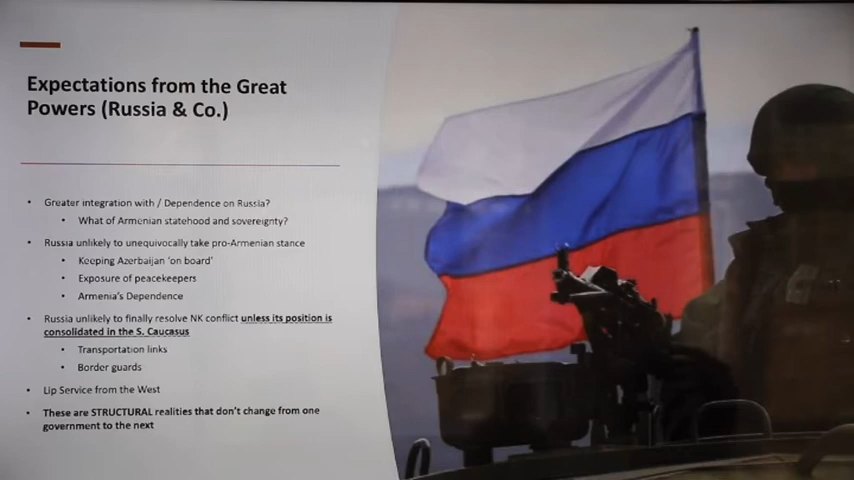 Expectations from the Great
Powers (Russia & Co.)
• Greater integration with / Dependence on Russia?
• What of Armenian statehood and sovereignty?
• Russia unlikely to unequivocally take pro-Armenian stance
• Keeping Azerbaijan 'on board'
• Exposure of peacekeepers
• Armenia's Dependence
• Russia unlikely to finally resolve NK conflict unless its position is
consolidated in the S. Caucasus
• Transportation links
• Border guards
• Lip Service from the West
• These are STRUCTURAL realities that don't change from one
government to the next